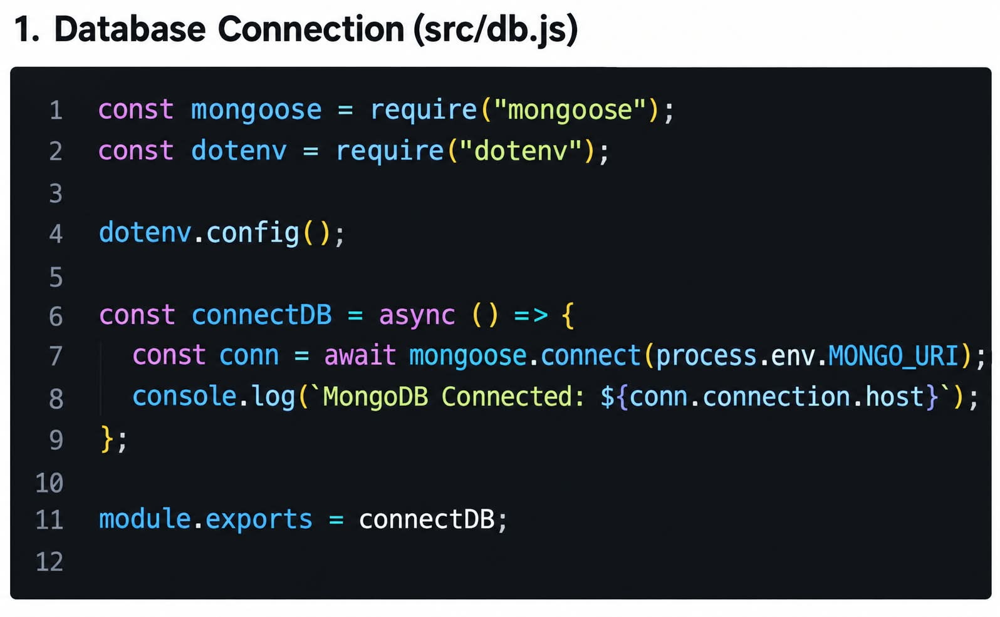 1. Database Connection (src/db.js)
1 const mongoose = require("mongoose");
2 const dotenv = require("dotenv");
3
4 dotenv.config();
5
6 const connectDB = async () => {
7   const conn = await mongoose.connect(process.env.MONGO_URI);
8   console.log(`MongoDB Connected: ${conn.connection.host}`);
9 };
10
11 module.exports = connectDB;
12